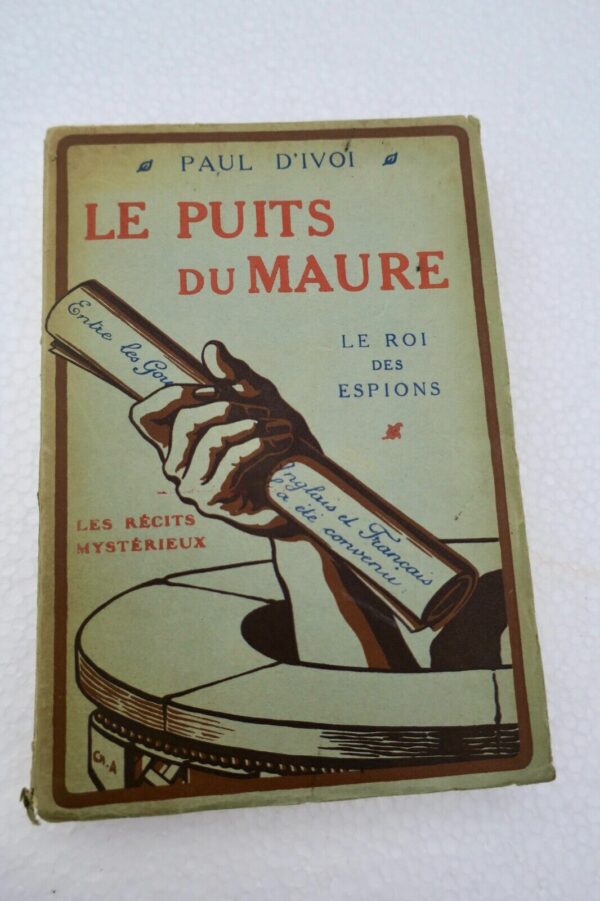 PAUL D'IVOI
LE PUITS
DU MAURE
LE ROI
DES
ESPIONS
Entre les Gou
Anglais et Français
l'a été convenu
LES RÉCITS
MYSTÉRIEUX
CH.A